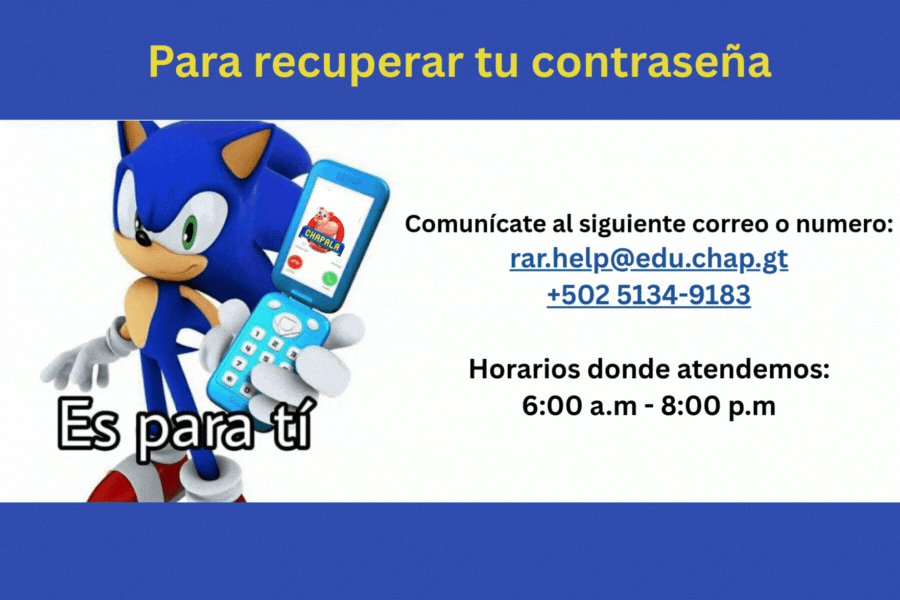 Para recuperar tu contraseña
CHAPALA
Comunícate al siguiente correo o numero:
rar.help@edu.chap.gt
+502 5134-9183
Horarios donde atendemos:
6:00 a.m - 8:00 p.m
Es para tí